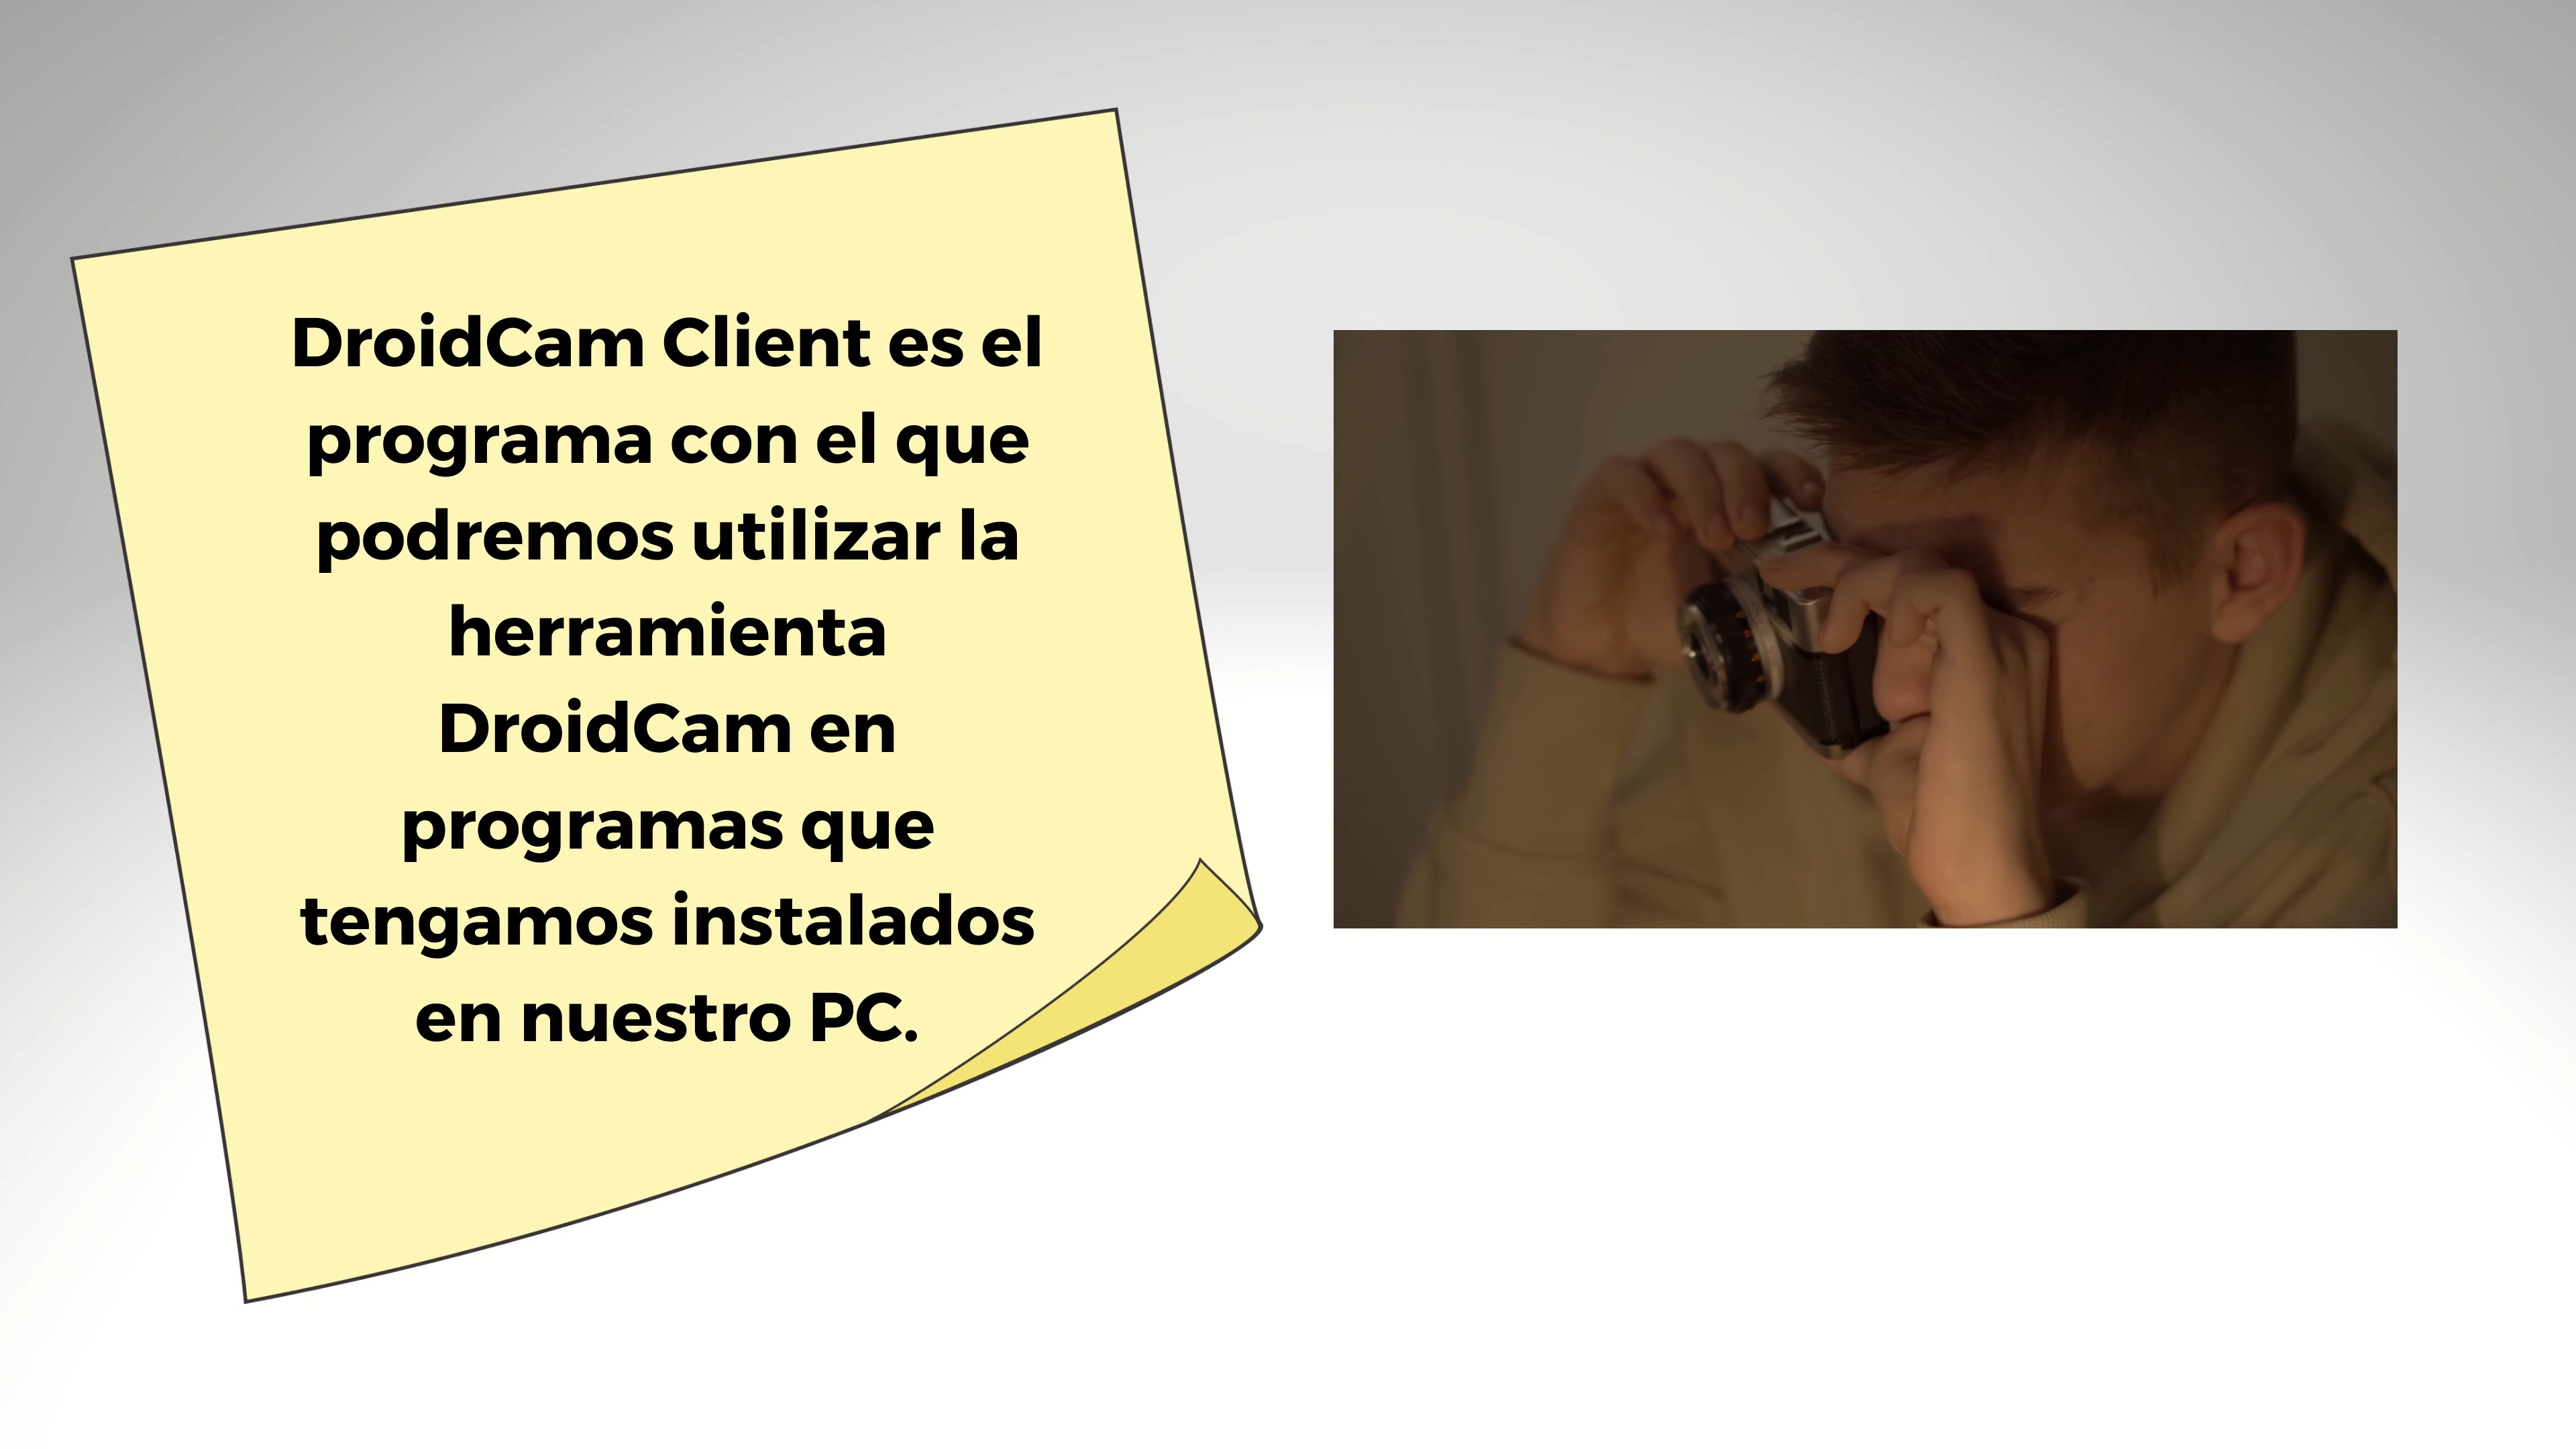 DroidCam Client es el
programa con el que
podremos utilizar la
herramienta
DroidCam en
programas que
tengamos instalados
en nuestro PC.